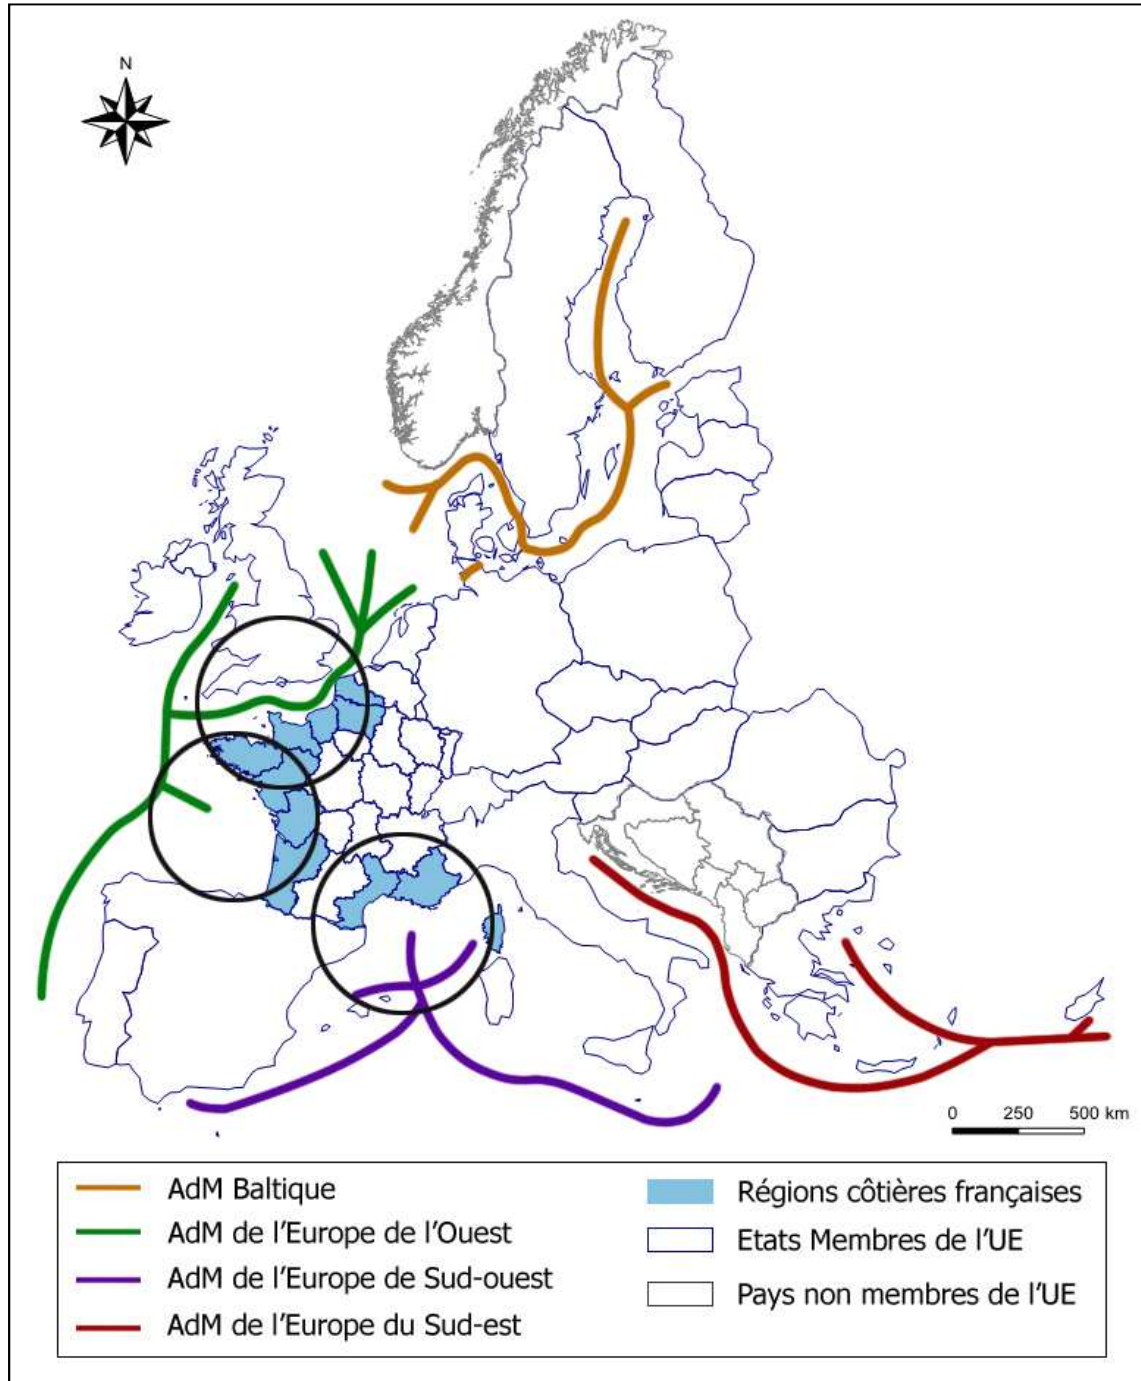 N
0 250 500 km
AdM Baltique
AdM de l'Europe de l'Ouest
AdM de l'Europe de Sud-ouest
AdM de l'Europe du Sud-est
Régions côtières françaises
Etats Membres de l'UE
Pays non membres de l'UE